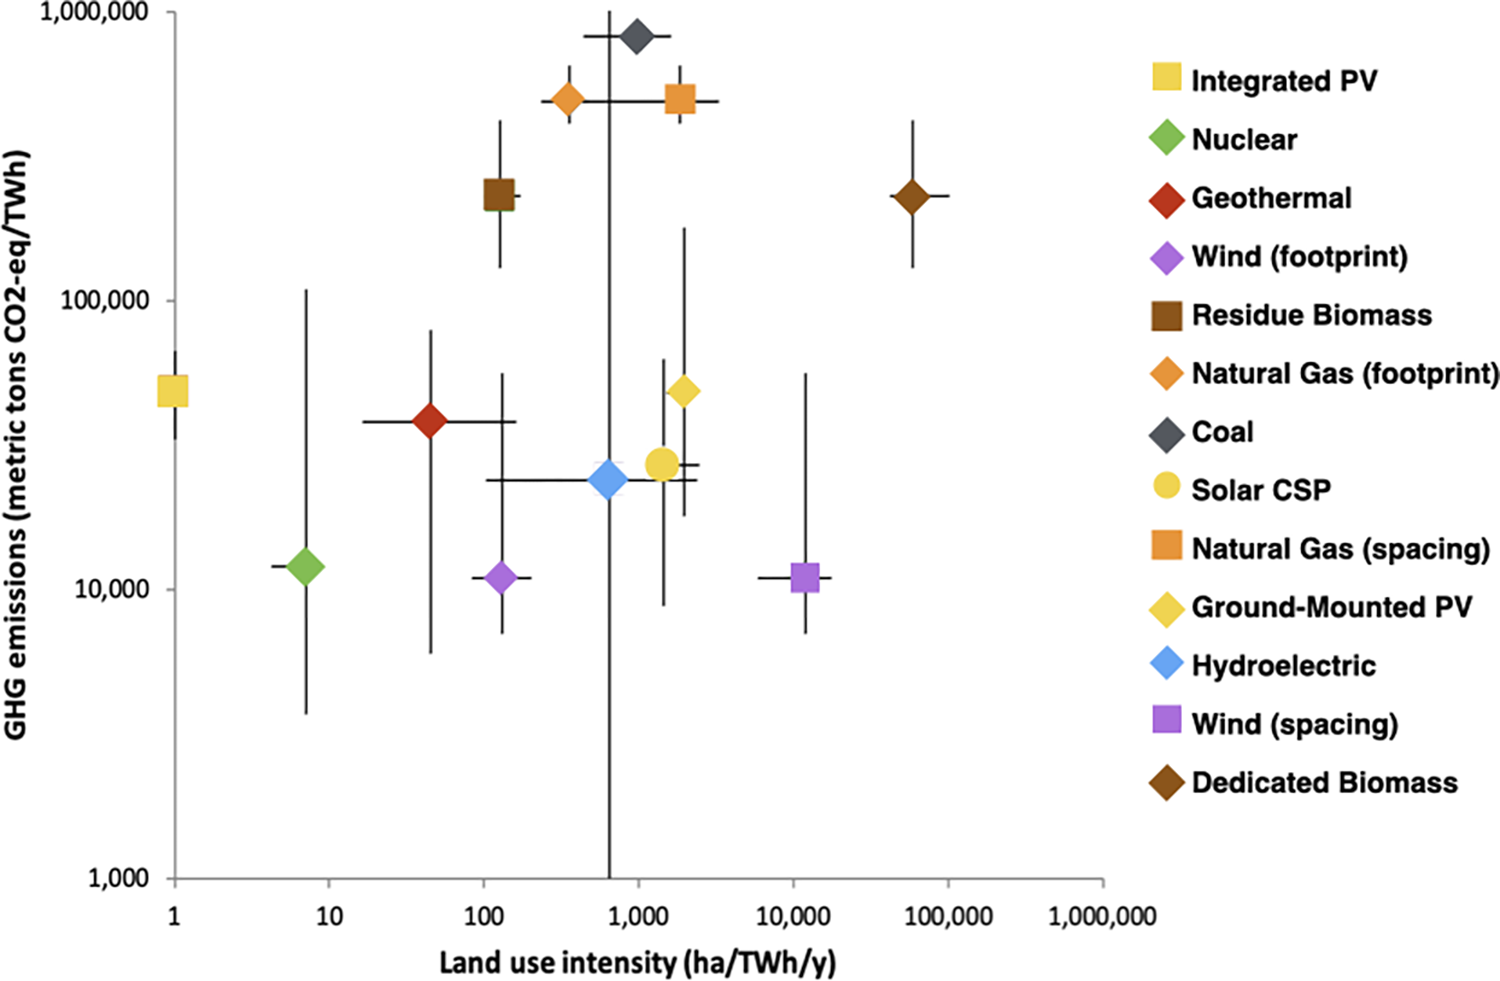 GHG emissions (metric tons CO2-eq/TWh)
1,000,000
100,000
10,000
1,000
1
10
100
1,000
10,000
100,000
1,000,000
Land use intensity (ha/TWh/y)
Integrated PV
Nuclear
Geothermal
Wind (footprint)
Residue Biomass
Natural Gas (footprint)
Coal
Solar CSP
Natural Gas (spacing)
Ground-Mounted PV
Hydroelectric
Wind (spacing)
Dedicated Biomass